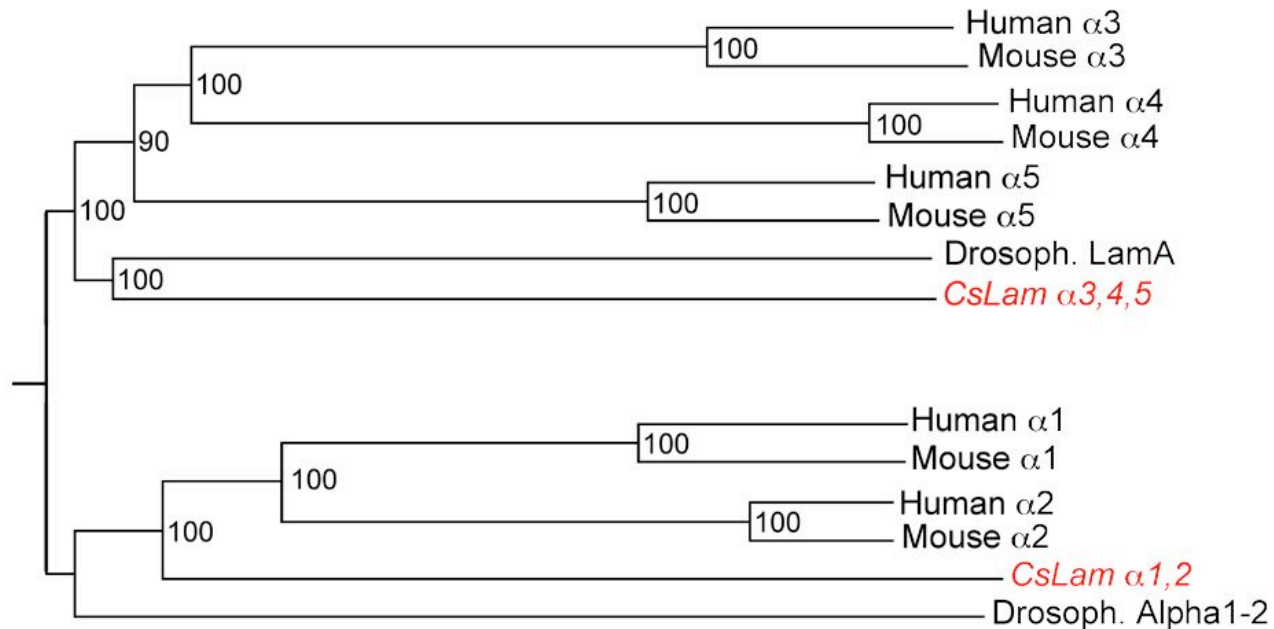 Human α3
100
Mouse α3
100
Human α4
100
Mouse α4
90
Human α5
100
Mouse α5
100
Drosoph. LamA
100
CsLam α3,4,5
Human α1
100
Mouse α1
100
Human α2
100
Mouse α2
100
CsLam α1,2
Drosoph. Alpha1-2